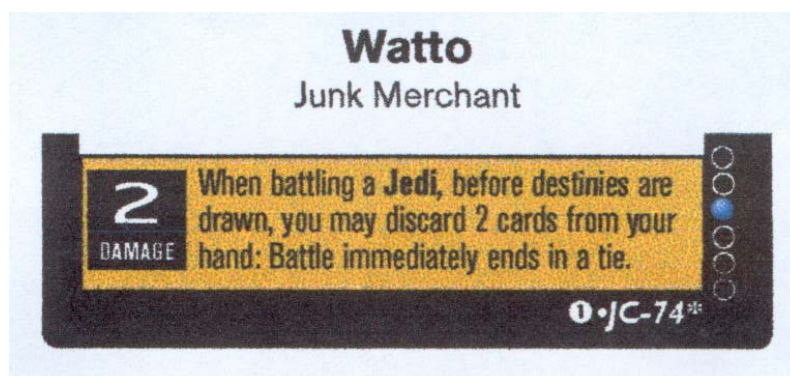 Watto
Junk Merchant
2
DAMAGE
When battling a Jedi, before destinies are
drawn, you may discard 2 cards from your
hand: Battle immediately ends in a tie.
❶•JC-74*